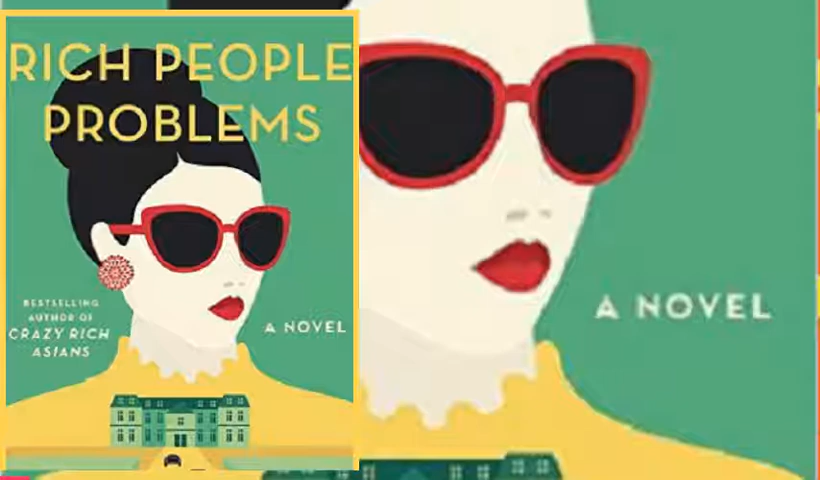 RICH PEOPLE
PROBLEMS
BESTSELLING
AUTHOR OF
CRAZY RICH
ASIANS
A NOVEL
A NOVEL